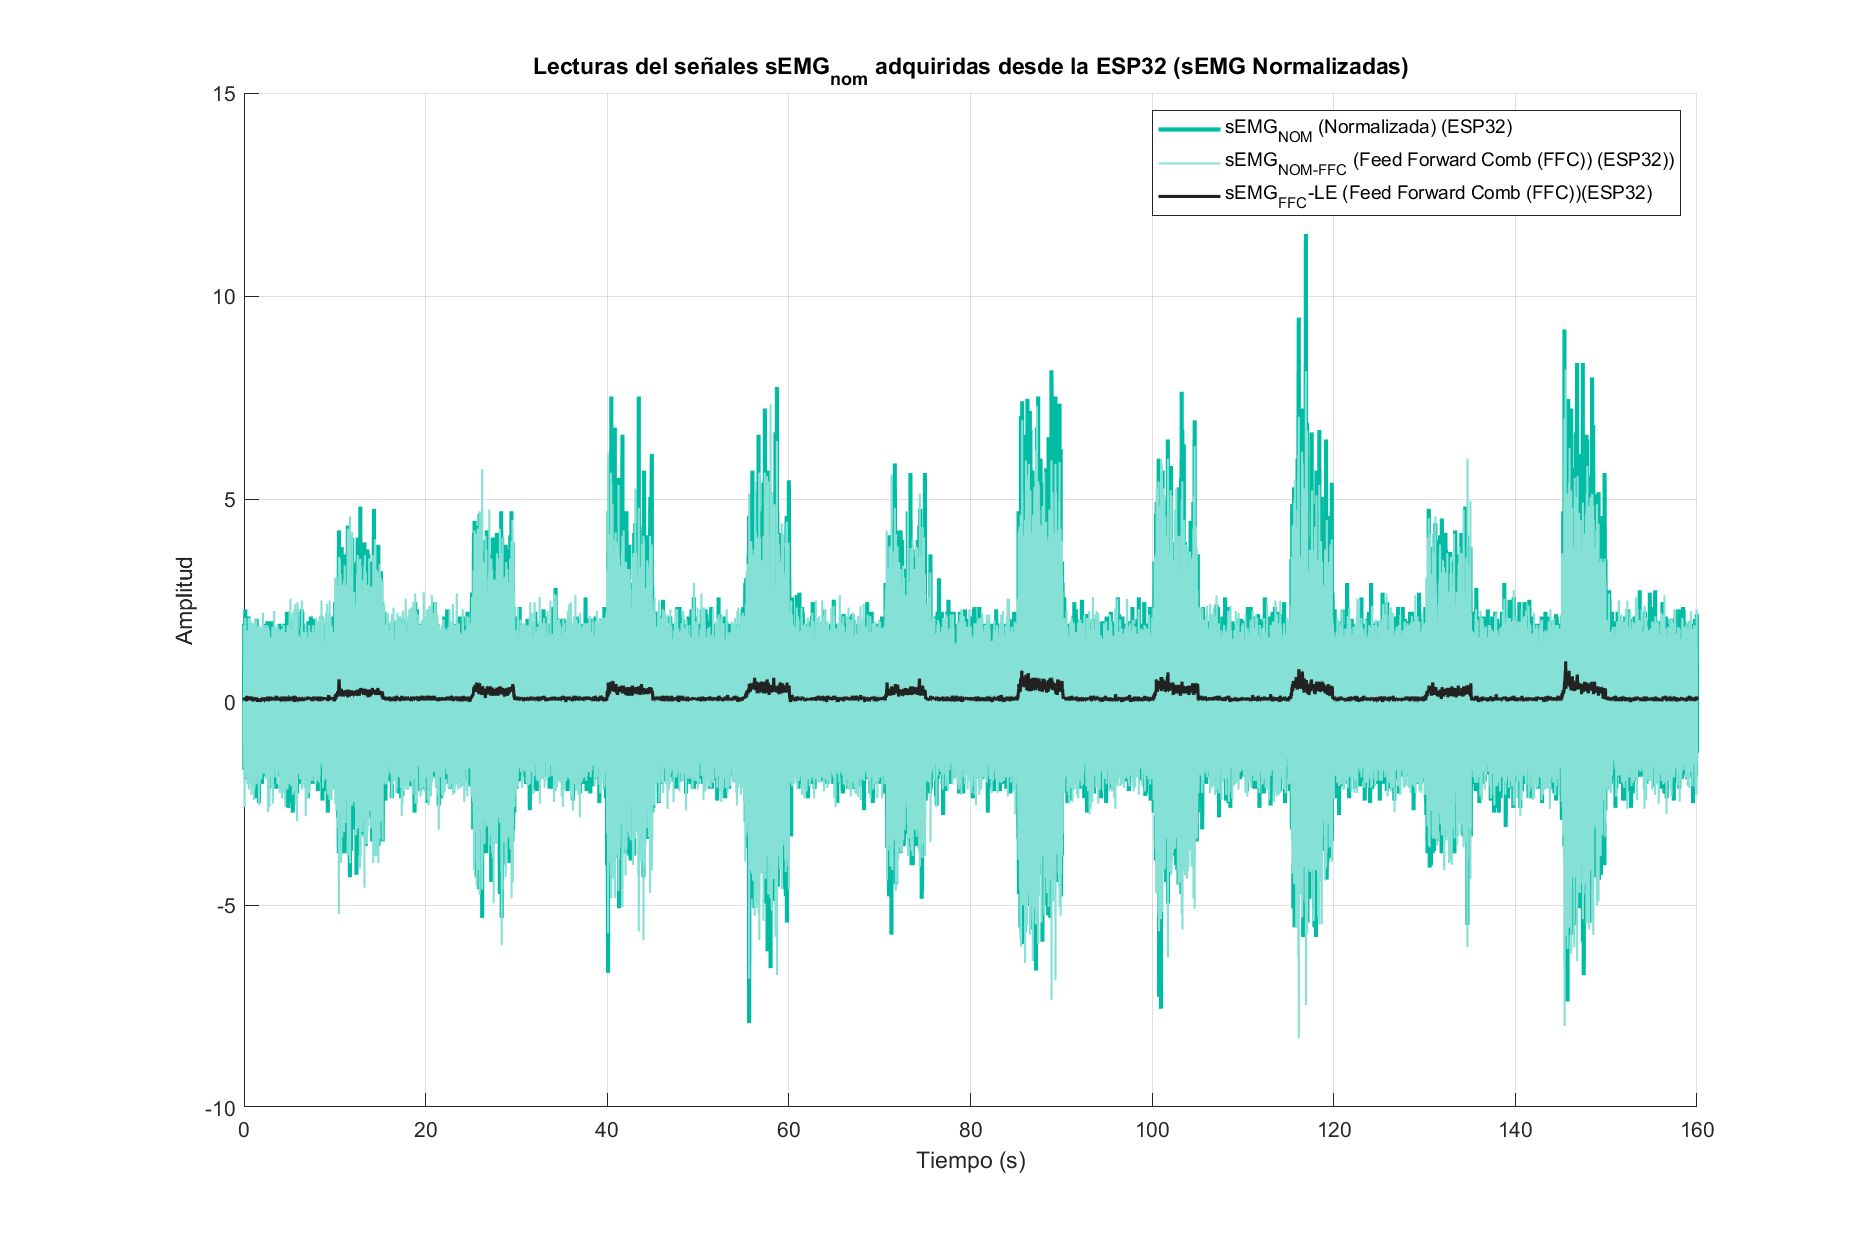 Lecturas del señales sEMGnom adquiridas desde la ESP32 (sEMG Normalizadas)
15
sEMGNOM (Normalizada) (ESP32)
sEMGNOM-FFC (Feed Forward Comb (FFC)) (ESP32))
sEMGFFC-LE (Feed Forward Comb (FFC))(ESP32)
10
5
0
-5
-10
Amplitud
0 20 40 60 80 100 120 140 160
Tiempo (s)